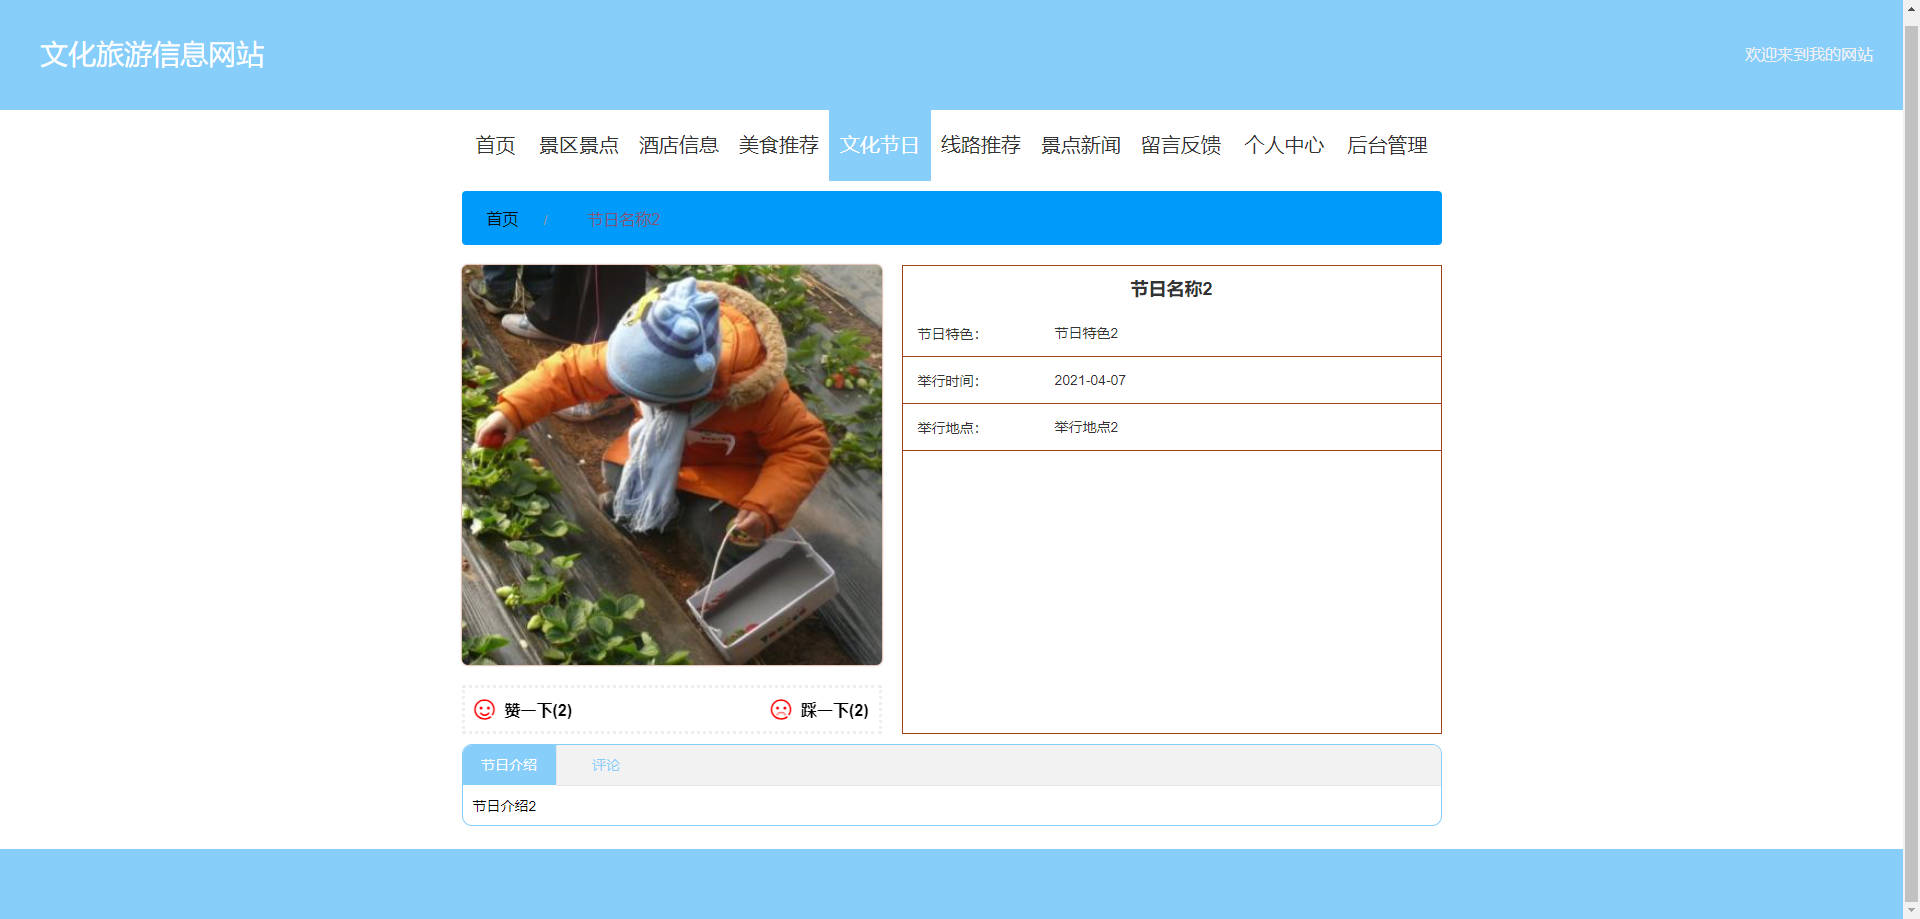 文化旅游信息网站
欢迎来到我的网站
首页 景区景点 酒店信息 美食推荐 文化节日 线路推荐 景点新闻 留言反馈 个人中心 后台管理
首页 / 节日名称2
节日名称2
节日特色： 节日特色2
举行时间： 2021-04-07
举行地点： 举行地点2
赞一下(2) 踩一下(2)
节日介绍 评论
节日介绍2